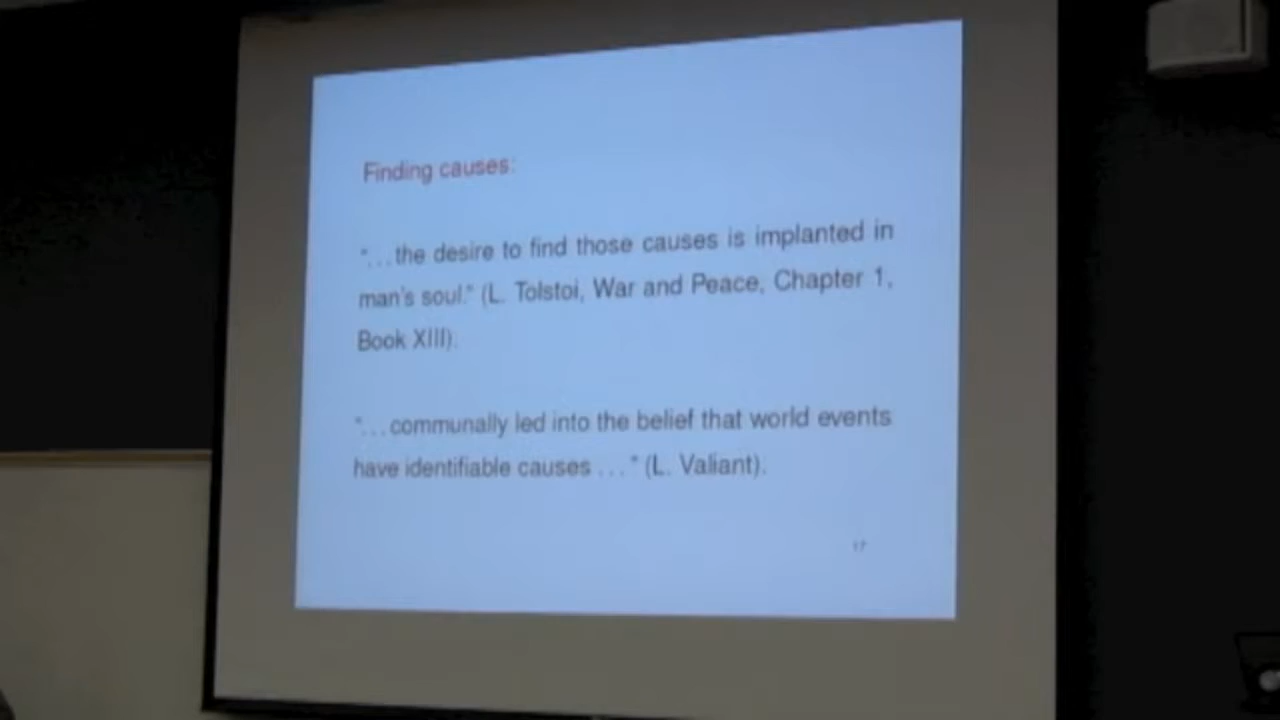 Finding causes:
"...the desire to find those causes is implanted in
man's soul." (L. Tolstoi, War and Peace, Chapter 1,
Book XIII).
"...communally led into the belief that world events
have identifiable causes ..." (L. Valiant).
17